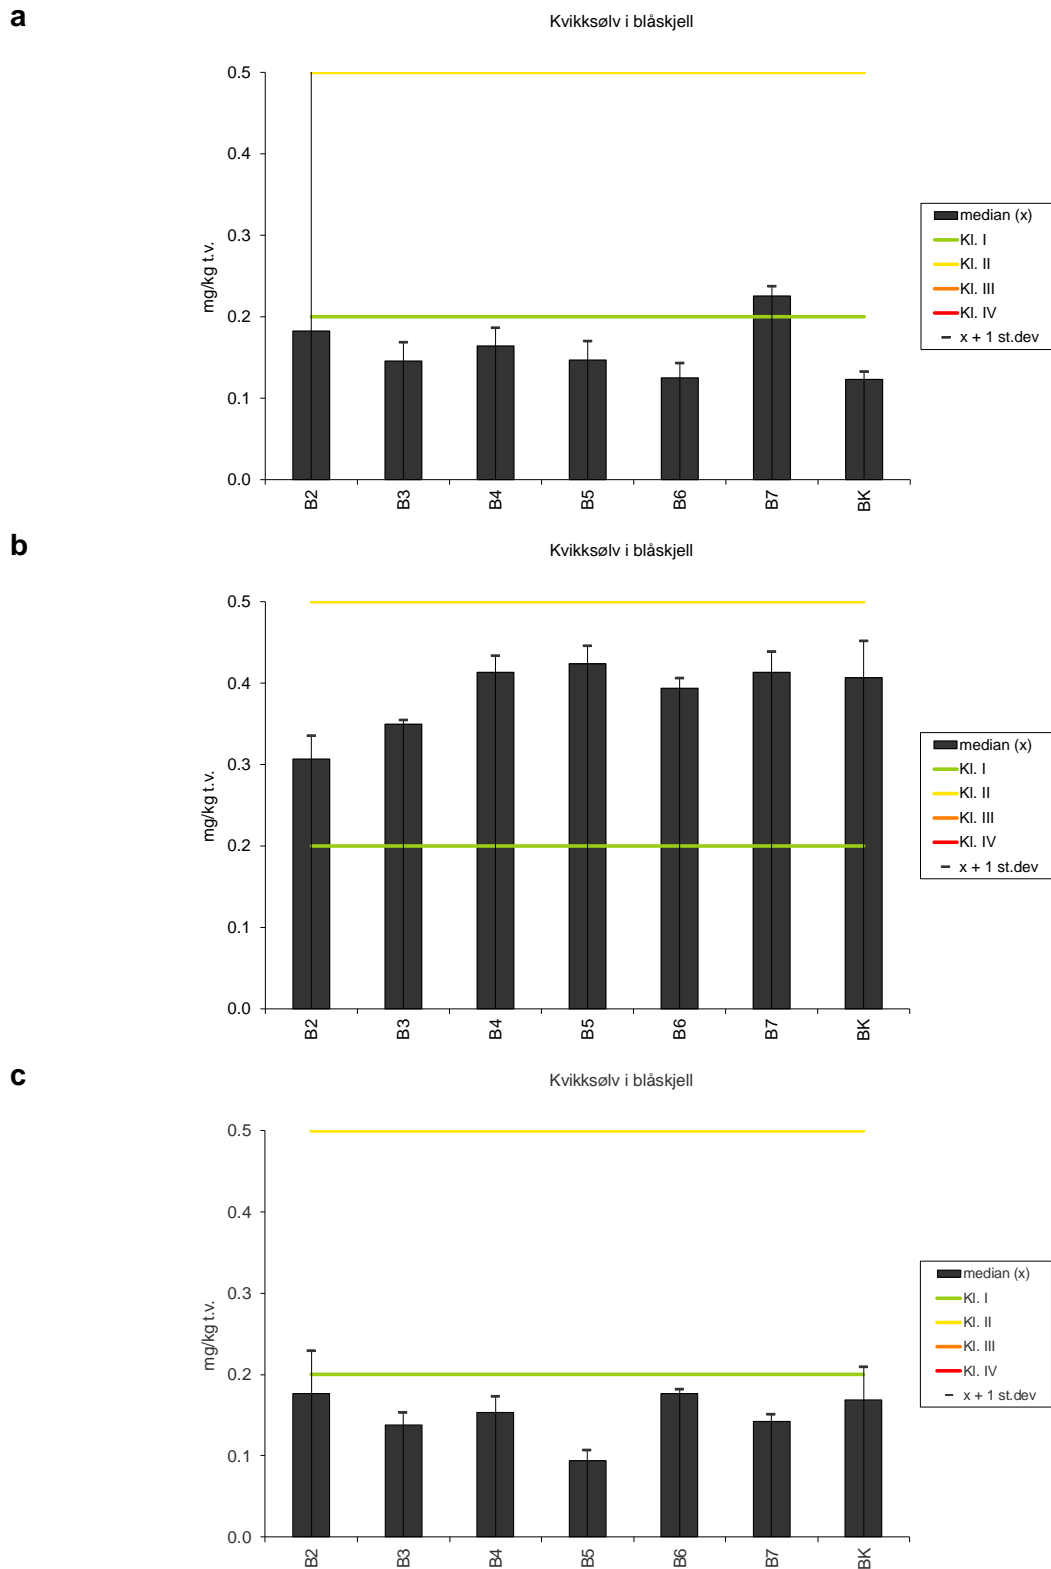 a
Kvikksølv i blåskjell
0.5
0.4
0.3
0.2
0.1
0.0
mg/kg t.v.
B2
B3
B4
B5
B6
B7
BK
median (x)
Kl. I
Kl. II
Kl. III
Kl. IV
x + 1 st.dev
b
Kvikksølv i blåskjell
0.5
0.4
0.3
0.2
0.1
0.0
mg/kg t.v.
B2
B3
B4
B5
B6
B7
BK
median (x)
Kl. I
Kl. II
Kl. III
Kl. IV
x + 1 st.dev
c
Kvikksølv i blåskjell
0.5
0.4
0.3
0.2
0.1
0.0
mg/kg t.v.
B2
B3
B4
B5
B6
B7
BK
median (x)
Kl. I
Kl. II
Kl. III
Kl. IV
x + 1 st.dev